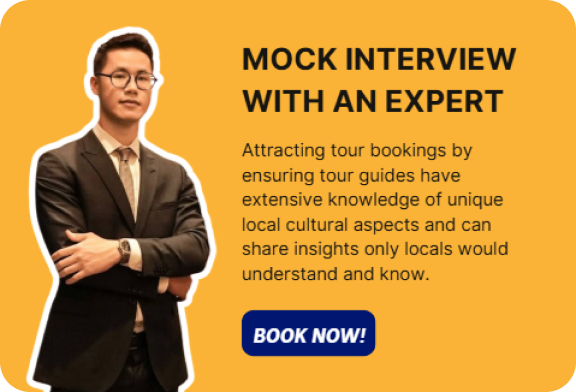 MOCK INTERVIEW
WITH AN EXPERT
Attracting tour bookings by
ensuring tour guides have
extensive knowledge of unique
local cultural aspects and can
share insights only locals would
understand and know.
BOOK NOW!